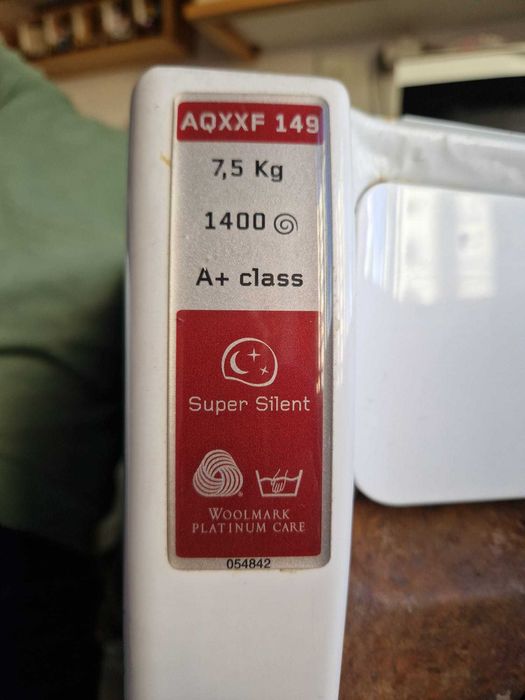 AQXXF 149
7,5 Kg
1400
A+ class
Super Silent
WOOLMARK
PLATINUM CARE
054842